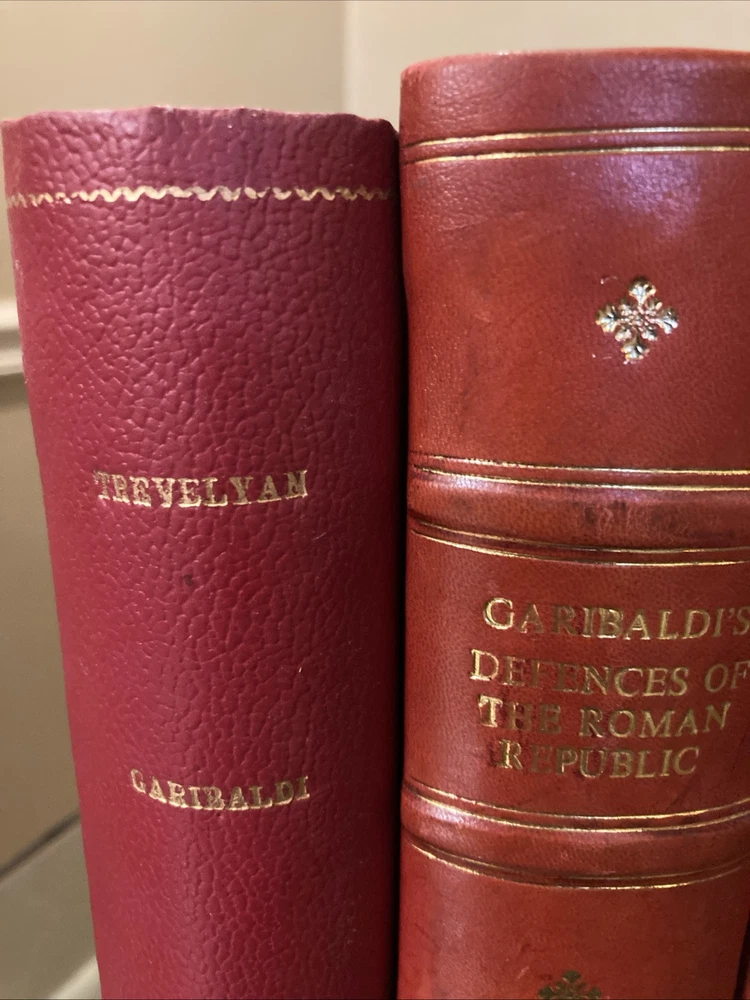 TREVELYAN
GARIBALDI
GARIBALDI'S
DEFENCES OF
THE ROMAN
REPUBLIC